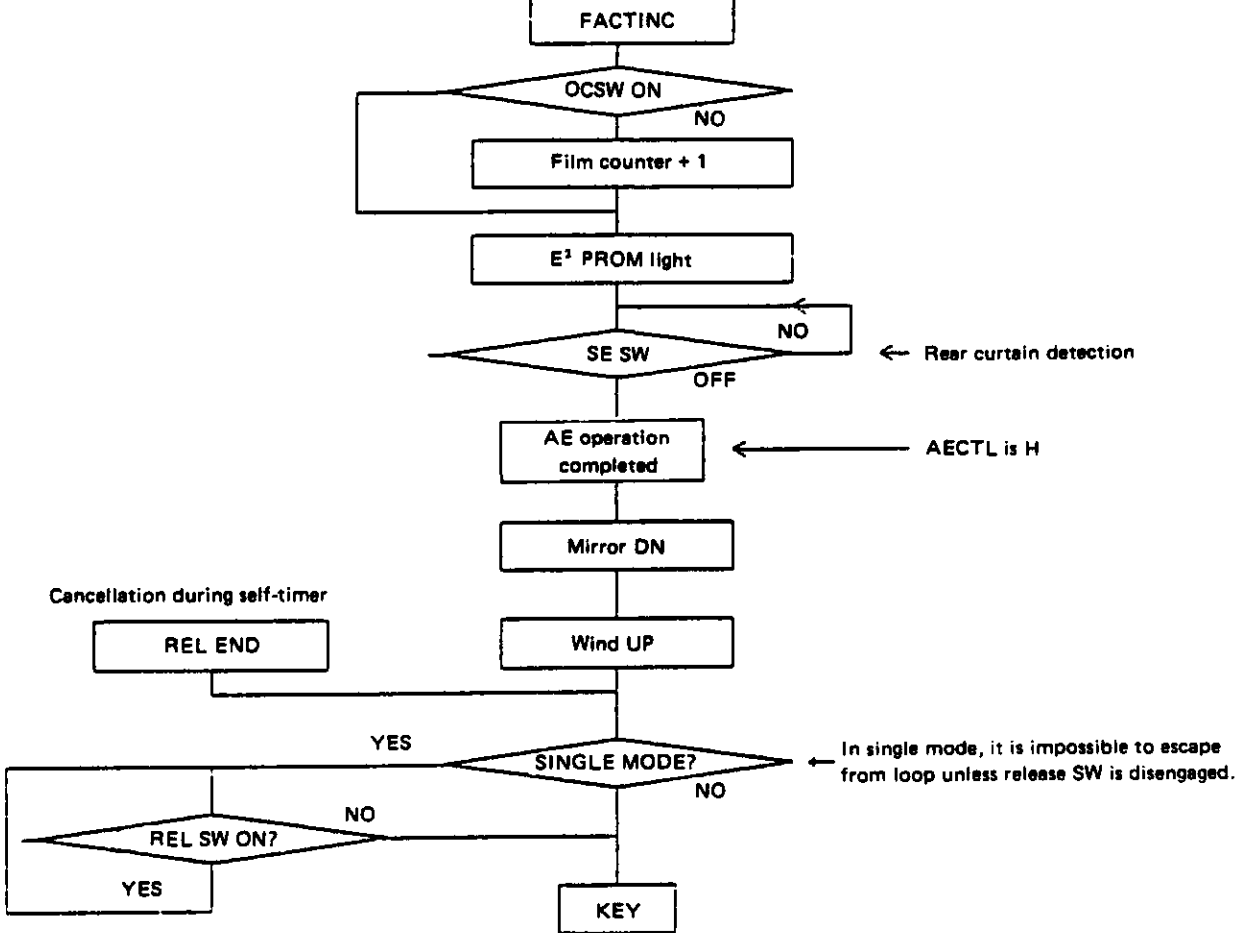 FACTINC
OCSW ON
NO
Film counter + 1
E² PROM light
NO
SE SW
← Rear curtain detection
OFF
AE operation
completed
← AECTL is H
Mirror DN
Cancellation during self-timer
REL END
Wind UP
YES
SINGLE MODE?
NO
← In single mode, it is impossible to escape
from loop unless release SW is disengaged.
REL SW ON?
NO
YES
KEY